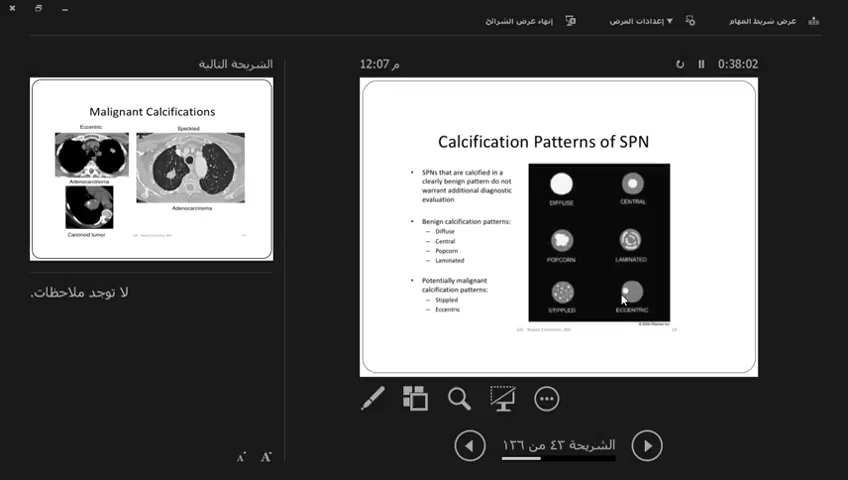 عرض شريط المهام
إعدادات العرض ▼
إنهاء عرض الشرائح
الشريحة التالية
Malignant Calcifications
Eccentric
Speckled
Adenocarcinoma
Adenocarcinoma
Carcinoid tumor
لا توجد ملاحظات.
0:38:02
12:07 م
Calcification Patterns of SPN
• SPNs that are calcified in a
clearly benign pattern do not
warrant additional diagnostic
evaluation
• Benign calcification patterns:
– Diffuse
– Central
– Popcorn
– Laminated
• Potentially malignant
calcification patterns:
– Stippled
– Eccentric
DIFFUSE
CENTRAL
POPCORN
LAMINATED
STIPPLED
ECCENTRIC
الشريحة ٤٣ من ١٣٦
A
A